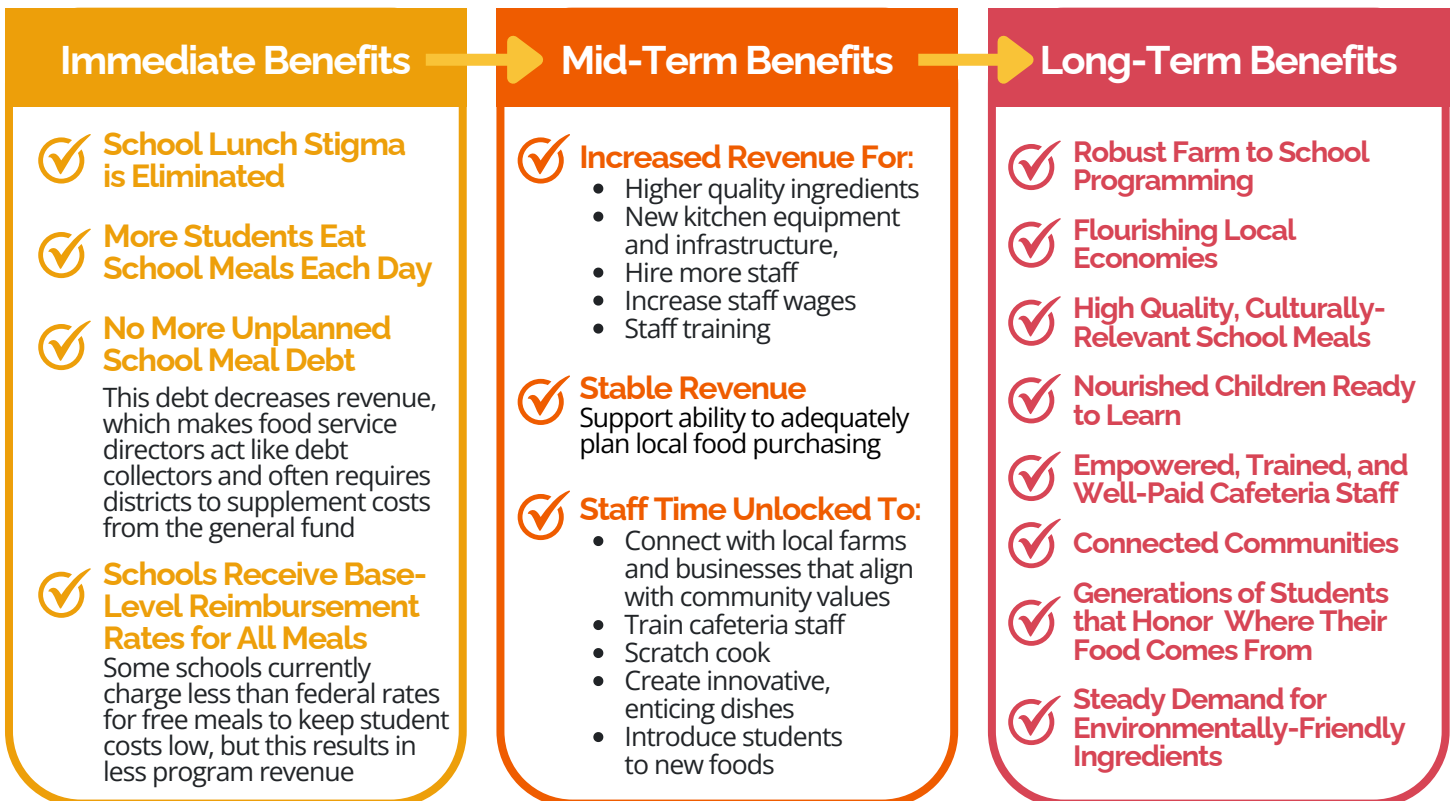 Immediate Benefits
School Lunch Stigma
is Eliminated
More Students Eat
School Meals Each Day
No More Unplanned
School Meal Debt
This debt decreases revenue,
which makes food service
directors act like debt
collectors and often requires
districts to supplement costs
from the general fund
Schools Receive Base-
Level Reimbursement
Rates for All Meals
Some schools currently
charge less than federal rates
for free meals to keep student
costs low, but this results in
less program revenue
Mid-Term Benefits
Increased Revenue For:
• Higher quality ingredients
• New kitchen equipment
and infrastructure,
• Hire more staff
• Increase staff wages
• Staff training
Stable Revenue
Support ability to adequately
plan local food purchasing
Staff Time Unlocked To:
• Connect with local farms
and businesses that align
with community values
• Train cafeteria staff
• Scratch cook
• Create innovative,
enticing dishes
• Introduce students
to new foods
Long-Term Benefits
Robust Farm to School
Programming
Flourishing Local
Economies
High Quality, Culturally-
Relevant School Meals
Nourished Children Ready
to Learn
Empowered, Trained, and
Well-Paid Cafeteria Staff
Connected Communities
Generations of Students
that Honor Where Their
Food Comes From
Steady Demand for
Environmentally-Friendly
Ingredients